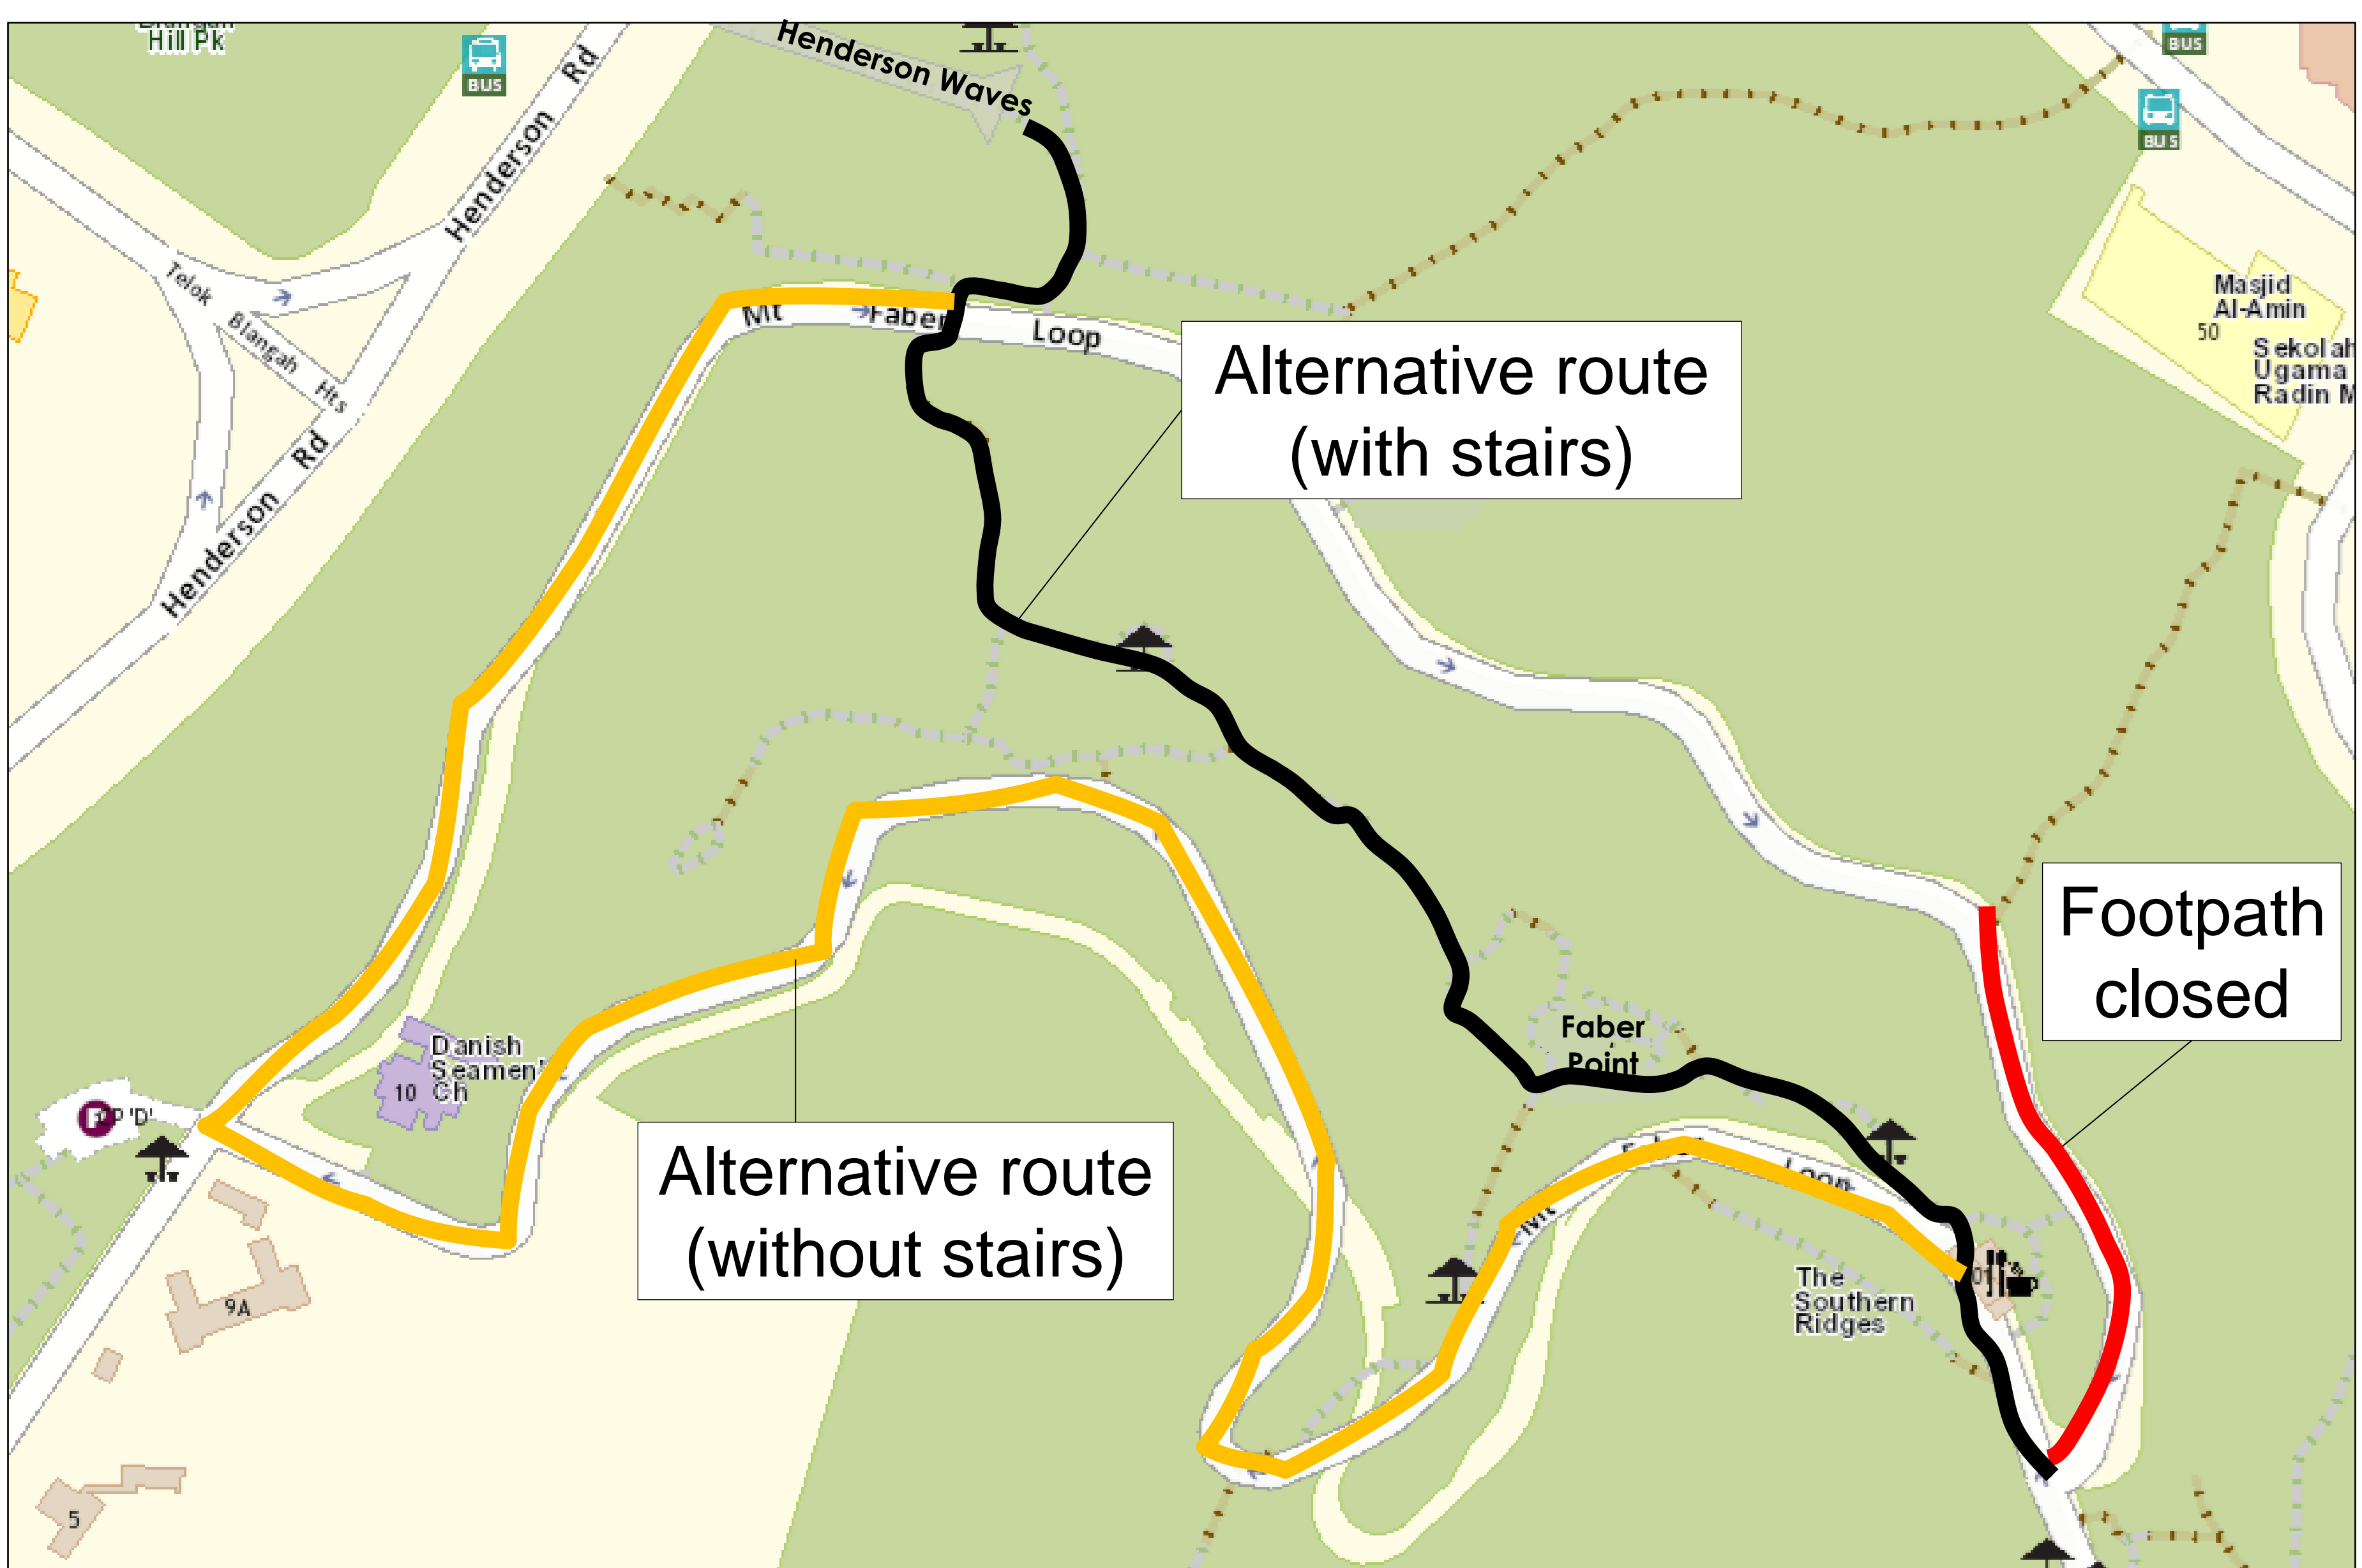 Hill Pk
BUS
Henderson Rd
Henderson Waves
BUS
BUS
Telok
Blangah Hts
Henderson Rd
Mt Faber Loop
Masjid
Al-Amin
50
Sekolah
Ugama
Radin M
Alternative route
(with stairs)
Footpath
closed
Danish
Seamen'
Ch
10
Faber
Point
'D'
Alternative route
(without stairs)
Mt
Loop
The
Southern
Ridges
9A
5